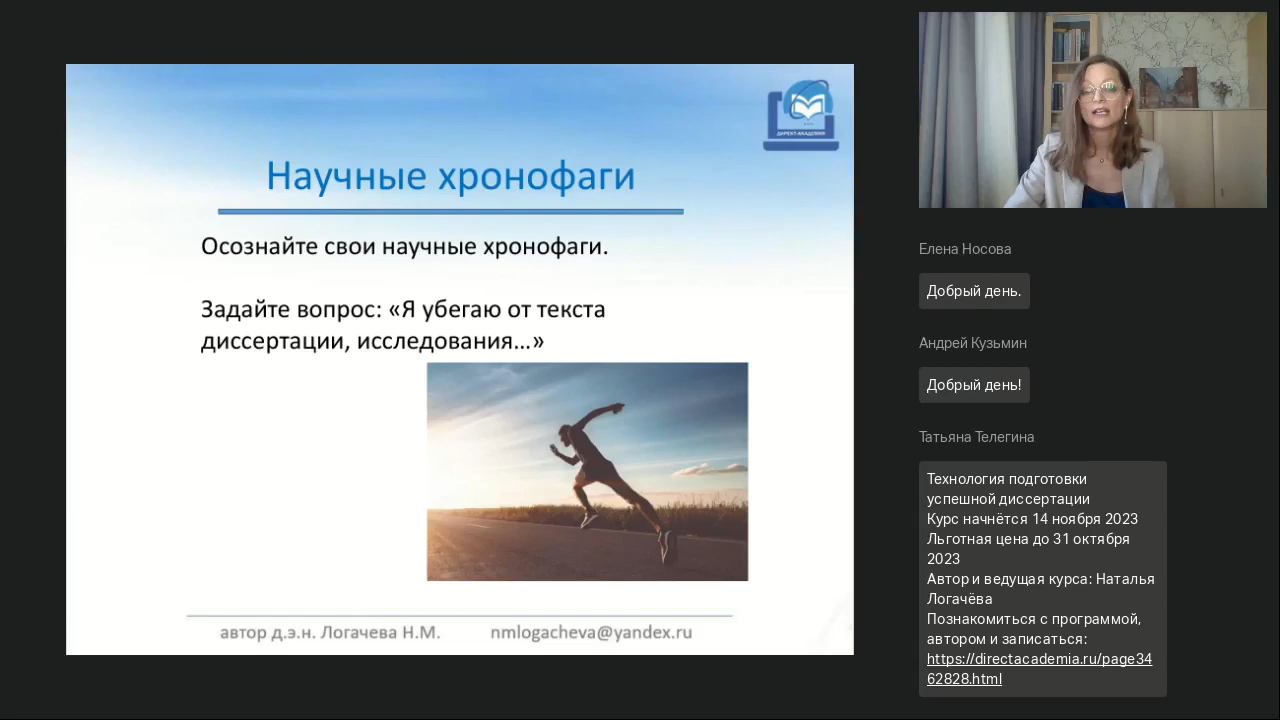 ДИРЕКТ-АКАДЕМИЯ
Научные хронофаги
Осознайте свои научные хронофаги.
Задайте вопрос: «Я убегаю от текста
диссертации, исследования…»
автор д.э.н. Логачева Н.М. nmlogacheva@yandex.ru
Елена Носова
Добрый день.
Андрей Кузьмин
Добрый день!
Татьяна Телегина
Технология подготовки
успешной диссертации
Курс начнётся 14 ноября 2023
Льготная цена до 31 октября
2023
Автор и ведущая курса: Наталья
Логачёва
Познакомиться с программой,
автором и записаться:
https://directacademia.ru/page34
62828.html